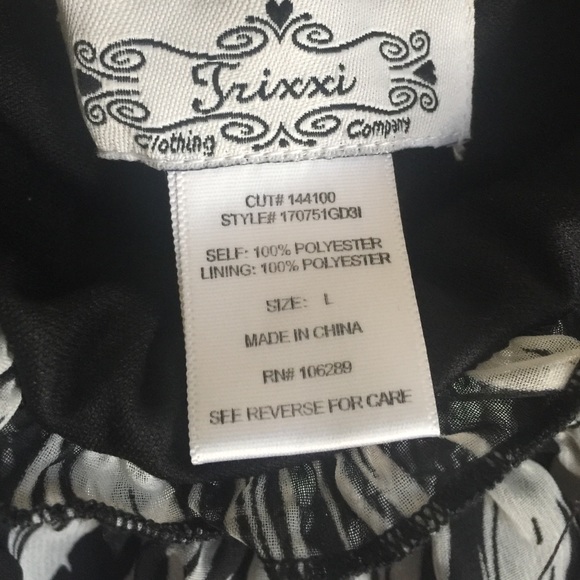 Trixxi
Clothing Company
CUT# 144100
STYLE# 170751GD3I
SELF: 100% POLYESTER
LINING: 100% POLYESTER
SIZE: L
MADE IN CHINA
RN# 106289
SEE REVERSE FOR CARE